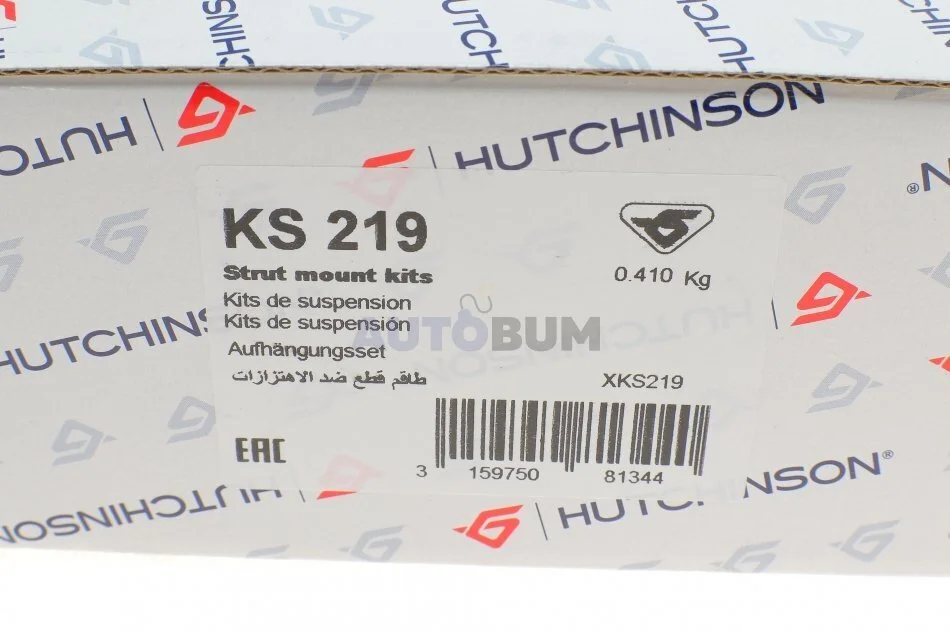 HUTCHINSON
HUTCHINSON
HUTCHINSON
KS 219
0.410 Kg
Strut mount kits
Kits de suspension
Kits de suspensión
Aufhängungsset
طاقم قطع ضد الاهتزازات
AUTOBUM
XKS219
EAC
3 159750 81344
HUTCHINSON
HUTCHINSON®